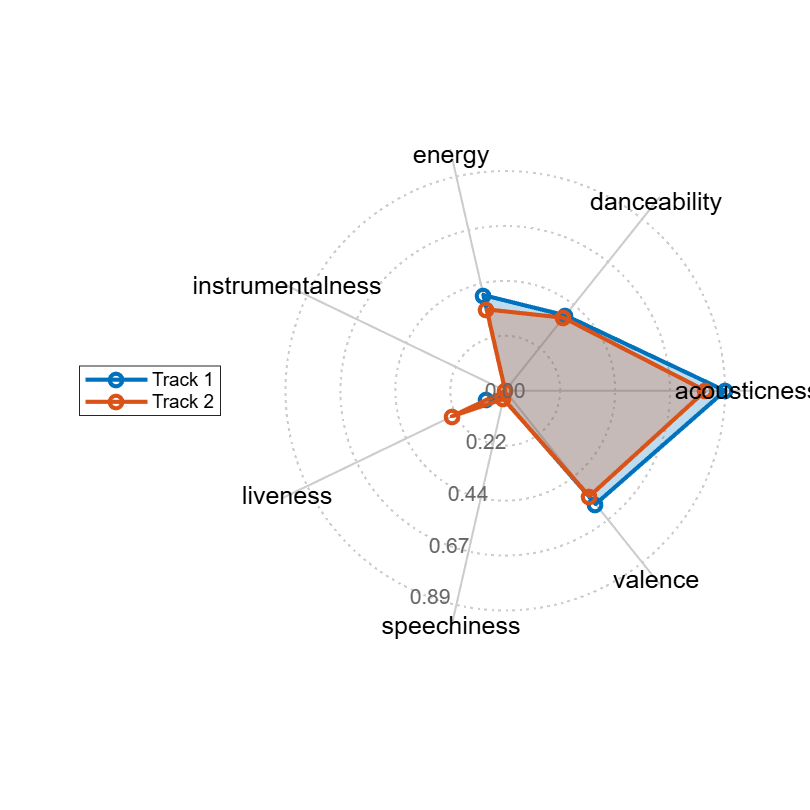 energy
danceability
instrumentalness
Track 1
Track 2
acousticness
0.00
0.22
0.44
liveness
0.67
valence
0.89
speechiness